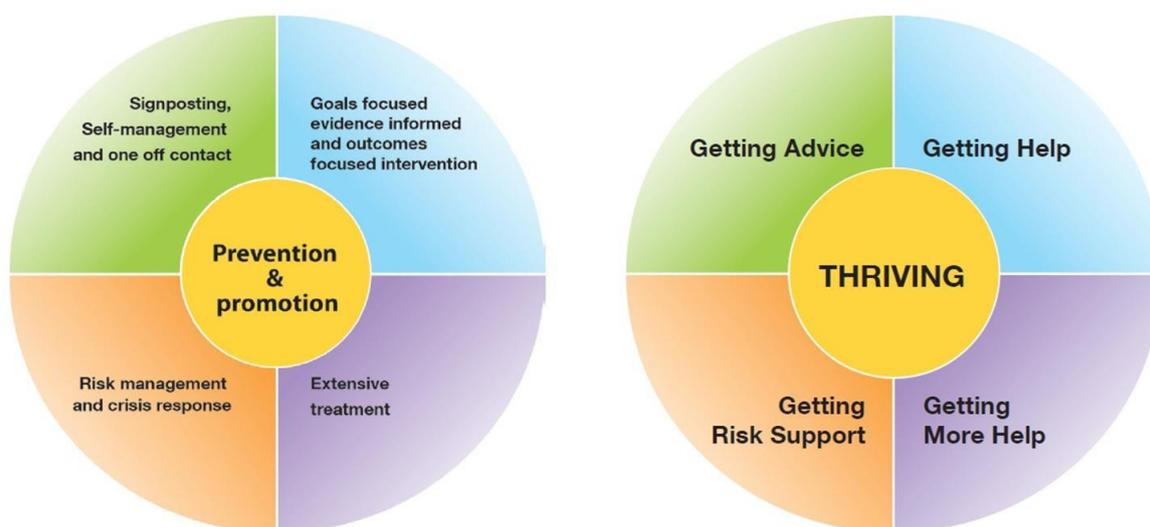 Signposting,
Self-management
and one off contact
Goals focused
evidence informed
and outcomes
focused intervention
Prevention
&
promotion
Risk management
and crisis response
Extensive
treatment
Getting Advice
Getting Help
THRIVING
Getting
Risk Support
Getting
More Help